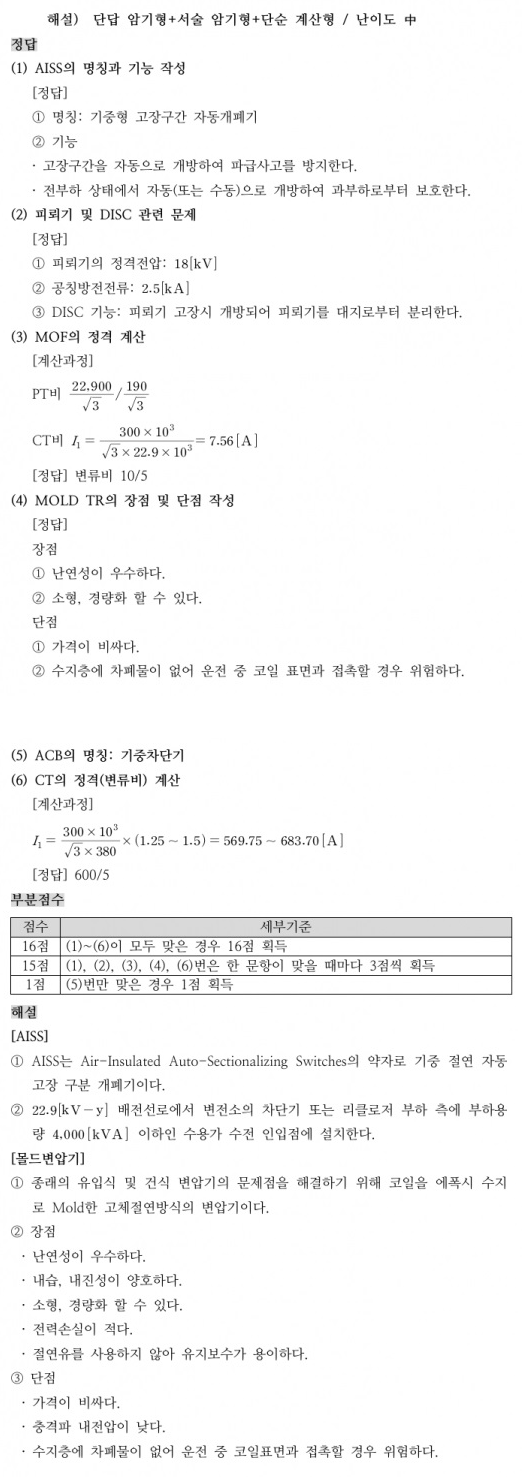 해설) 단답 암기형+서술 암기형+단순 계산형 / 난이도 中
정답
(1) AISS의 명칭과 기능 작성
[정답]
① 명칭: 기중형 고장구간 자동개폐기
② 기능
· 고장구간을 자동으로 개방하여 파급사고를 방지한다.
· 전부하 상태에서 자동(또는 수동)으로 개방하여 과부하로부터 보호한다.
(2) 피뢰기 및 DISC 관련 문제
[정답]
① 피뢰기의 정격전압: 18[kV]
② 공칭방전전류: 2.5[kA]
③ DISC 기능: 피뢰기 고장시 개방되어 피뢰기를 대지로부터 분리한다.
(3) MOF의 정격 계산
[계산과정]
PT비 22,900/√3 / 190/√3
CT비 I₁ = 300×10³/(√3×22.9×10³) = 7.56[A]
[정답] 변류비 10/5
(4) MOLD TR의 장점 및 단점 작성
[정답]
장점
① 난연성이 우수하다.
② 소형, 경량화 할 수 있다.
단점
① 가격이 비싸다.
② 수지층에 차폐물이 없어 운전 중 코일 표면과 접촉할 경우 위험하다.
(5) ACB의 명칭: 기중차단기
(6) CT의 정격(변류비) 계산
[계산과정]
I₁ = 300×10³/(√3×380) × (1.25 ~ 1.5) = 569.75 ~ 683.70[A]
[정답] 600/5
부분점수
점수 세부기준
16점 (1)~(6)이 모두 맞은 경우 16점 획득
15점 (1), (2), (3), (4), (6)번은 한 문항이 맞을 때마다 3점씩 획득
1점 (5)번만 맞은 경우 1점 획득
해설
[AISS]
① AISS는 Air-Insulated Auto-Sectionalizing Switches의 약자로 기중 절연 자동
고장 구분 개폐기이다.
② 22.9[kV-y] 배전선로에서 변전소의 차단기 또는 리클로저 부하 측에 부하용
량 4,000[kVA] 이하인 수용가 수전 인입점에 설치한다.
[몰드변압기]
① 종래의 유입식 및 건식 변압기의 문제점을 해결하기 위해 코일을 에폭시 수지
로 Mold한 고체절연방식의 변압기이다.
② 장점
· 난연성이 우수하다.
· 내습, 내진성이 양호하다.
· 소형, 경량화 할 수 있다.
· 전력손실이 적다.
· 절연유를 사용하지 않아 유지보수가 용이하다.
③ 단점
· 가격이 비싸다.
· 충격파 내전압이 낮다.
· 수지층에 차폐물이 없어 운전 중 코일표면과 접촉할 경우 위험하다.